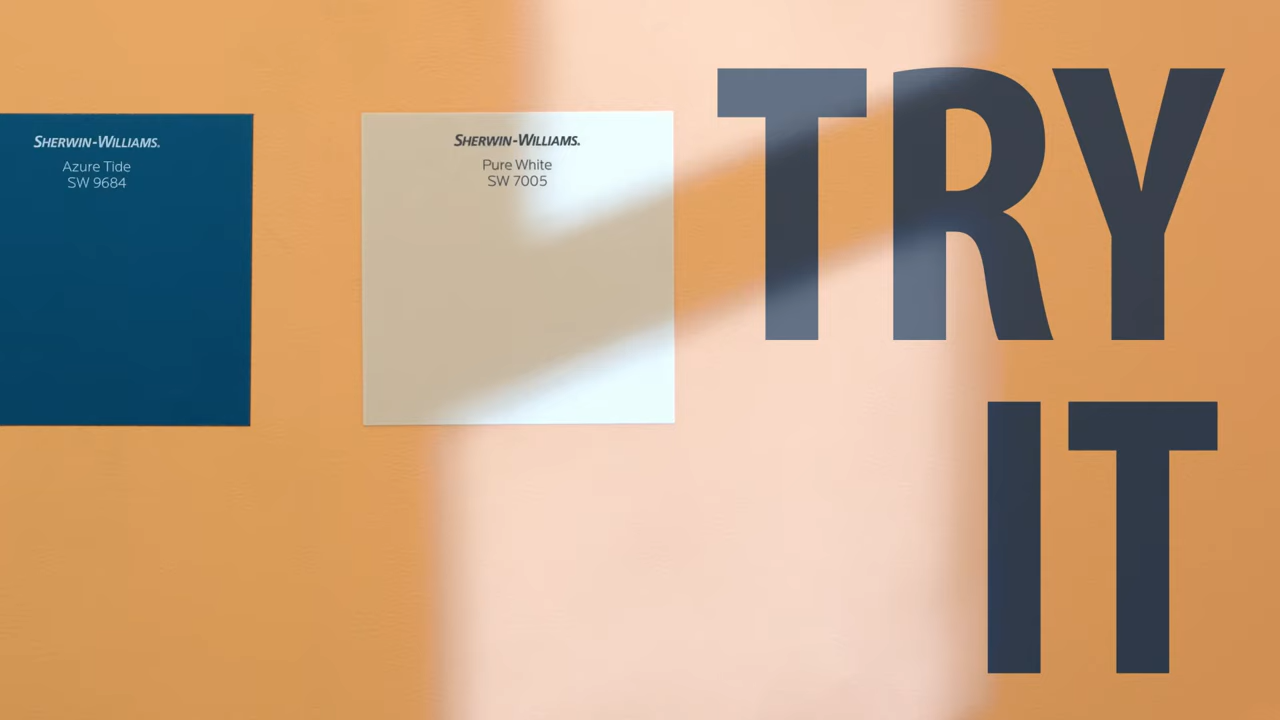 SHERWIN-WILLIAMS.
Azure Tide
SW 9684
SHERWIN-WILLIAMS.
Pure White
SW 7005
TRY
IT